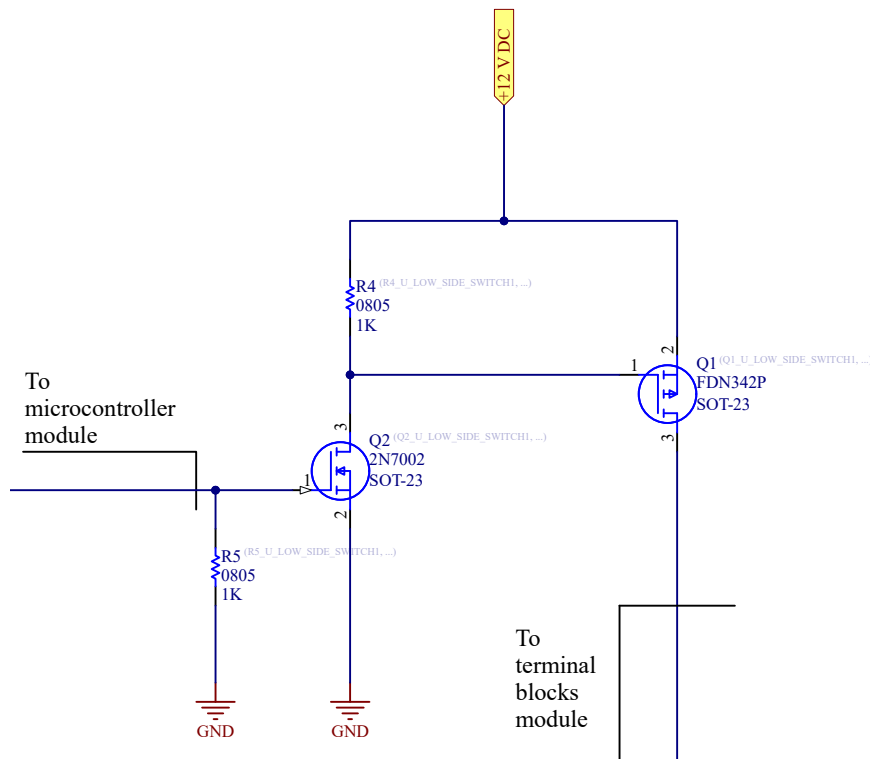 +12 V DC
R4 (R4_U_LOW_SIDE_SWITCH1, ...)
0805
1K
2
1
Q1 (Q1_U_LOW_SIDE_SWITCH1, ...)
FDN342P
SOT-23
3
To
microcontroller
module
3
Q2 (Q2_U_LOW_SIDE_SWITCH1, ...)
2N7002
SOT-23
1
2
R5 (R5_U_LOW_SIDE_SWITCH1, ...)
0805
1K
To
terminal
blocks
module
GND
GND